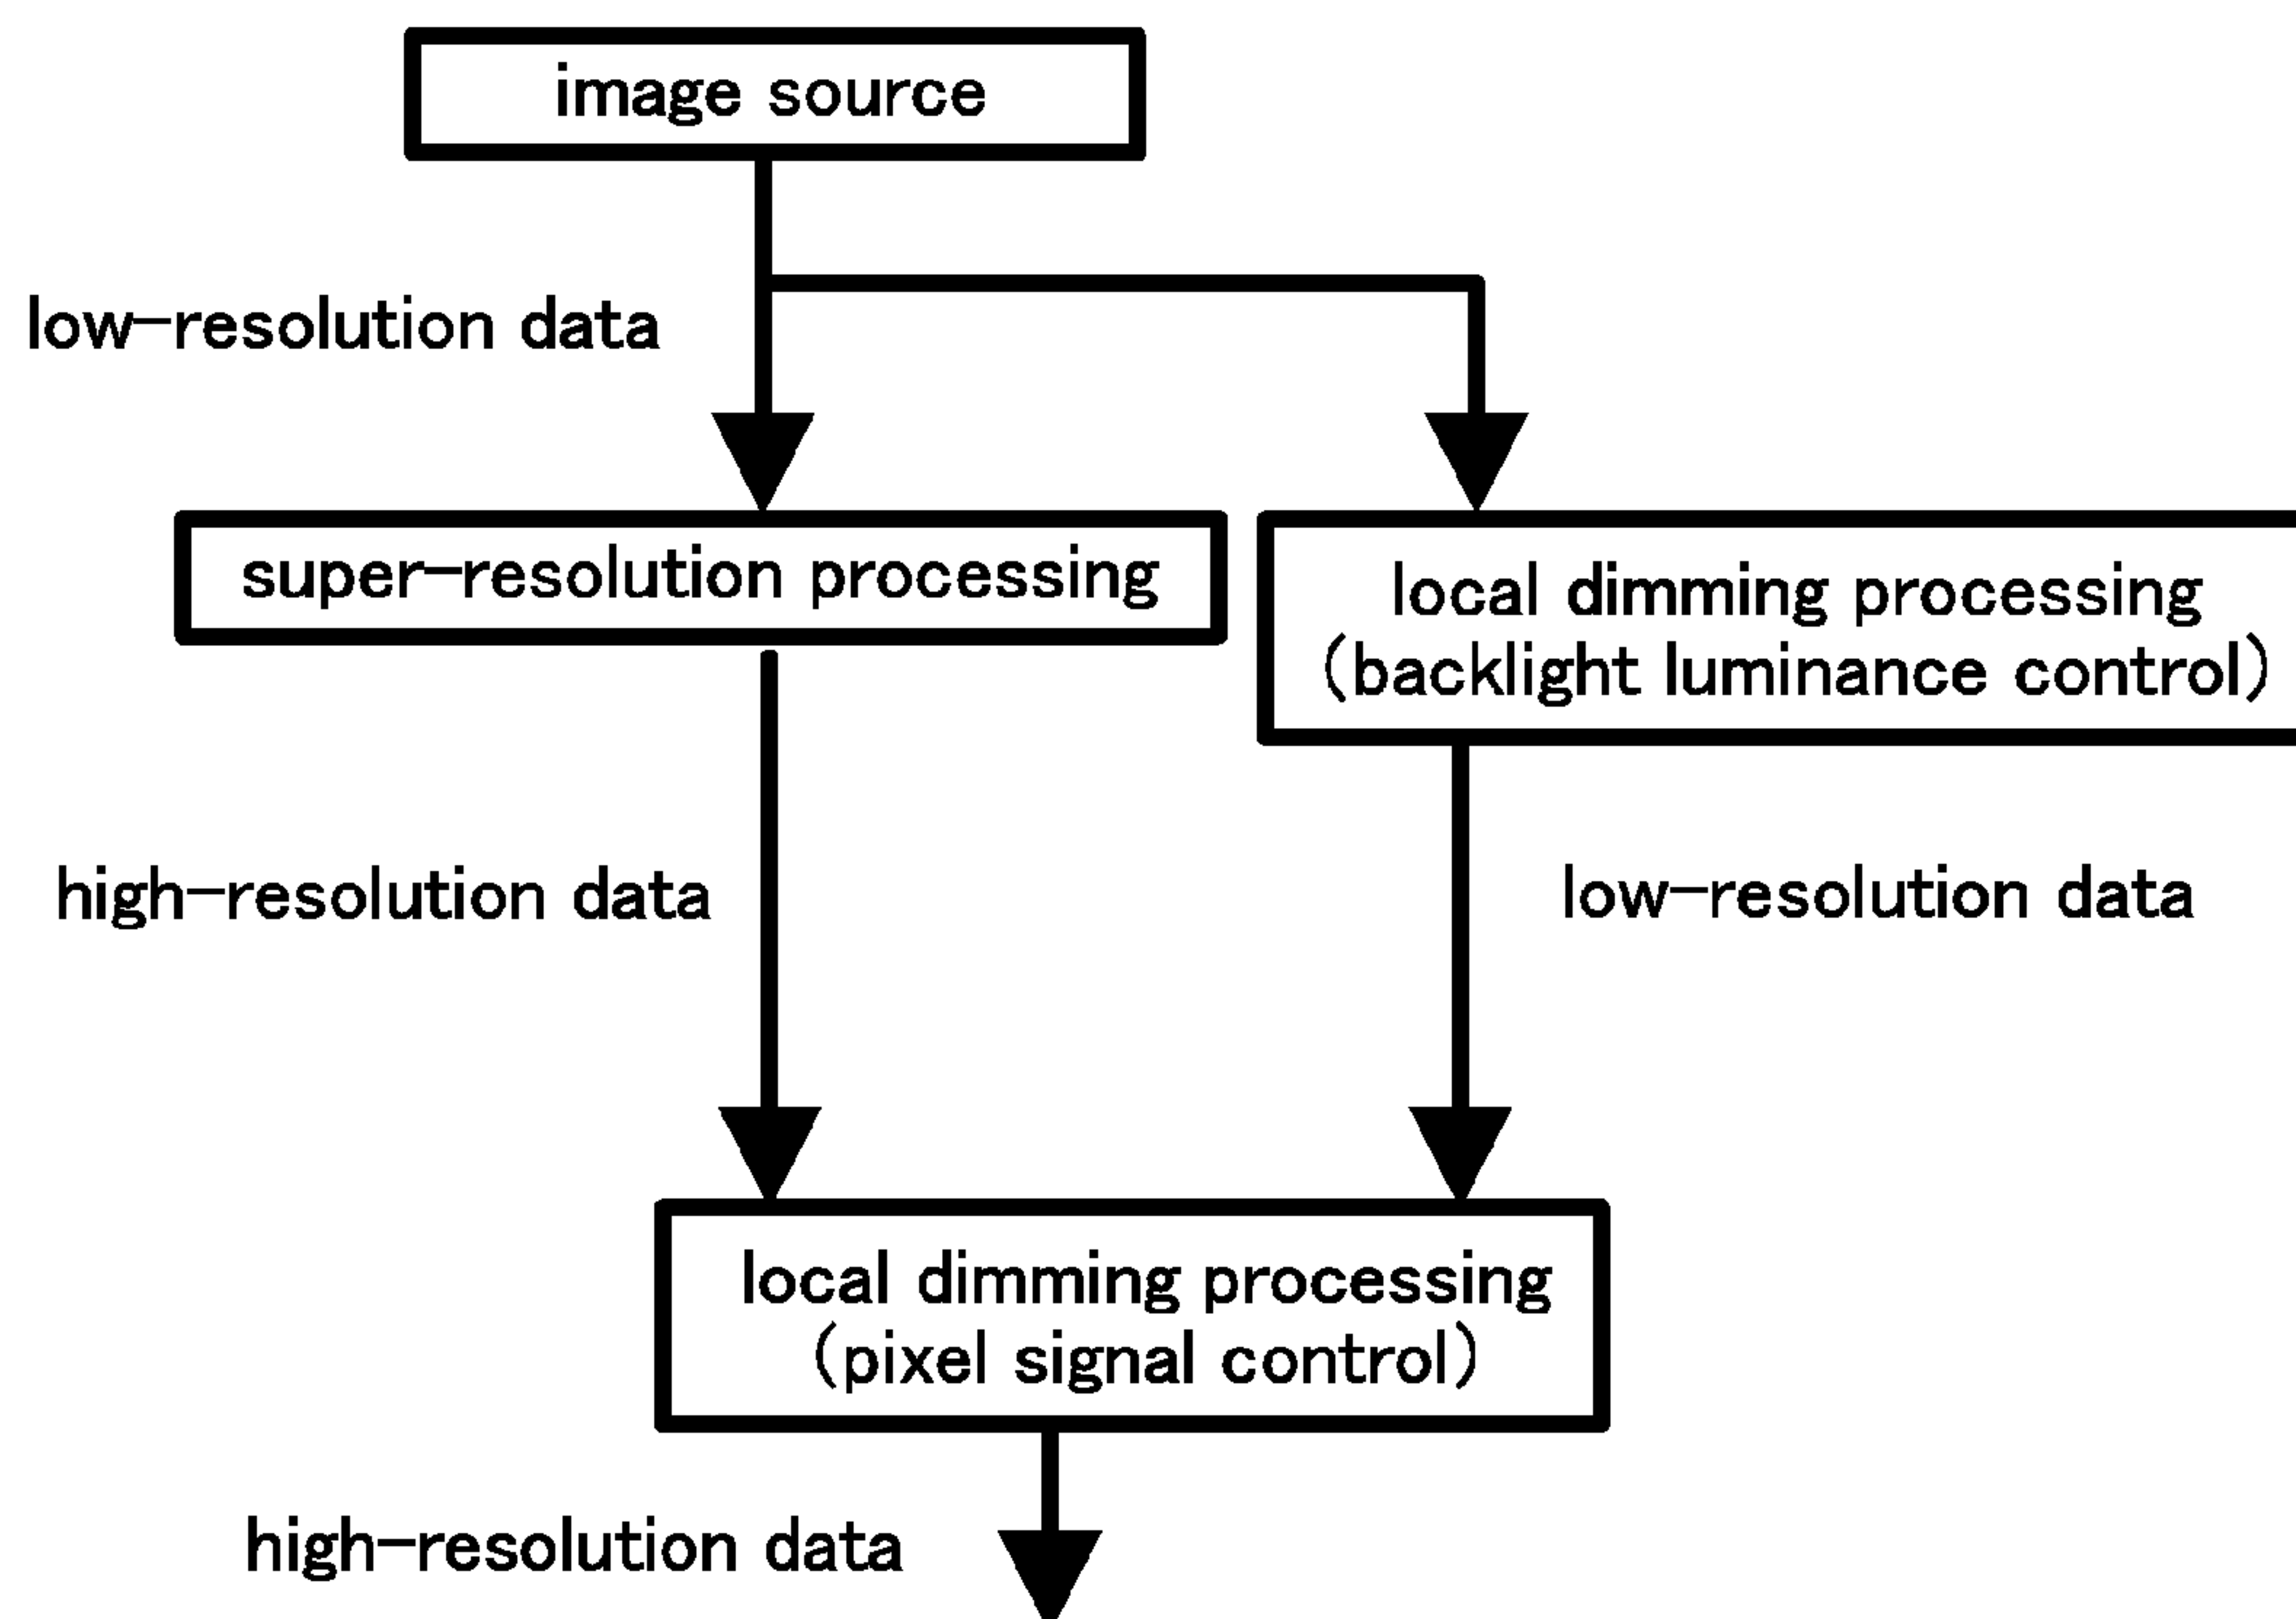 image source
low-resolution data
super-resolution processing
local dimming processing
(backlight luminance control)
high-resolution data
low-resolution data
local dimming processing
(pixel signal control)
high-resolution data